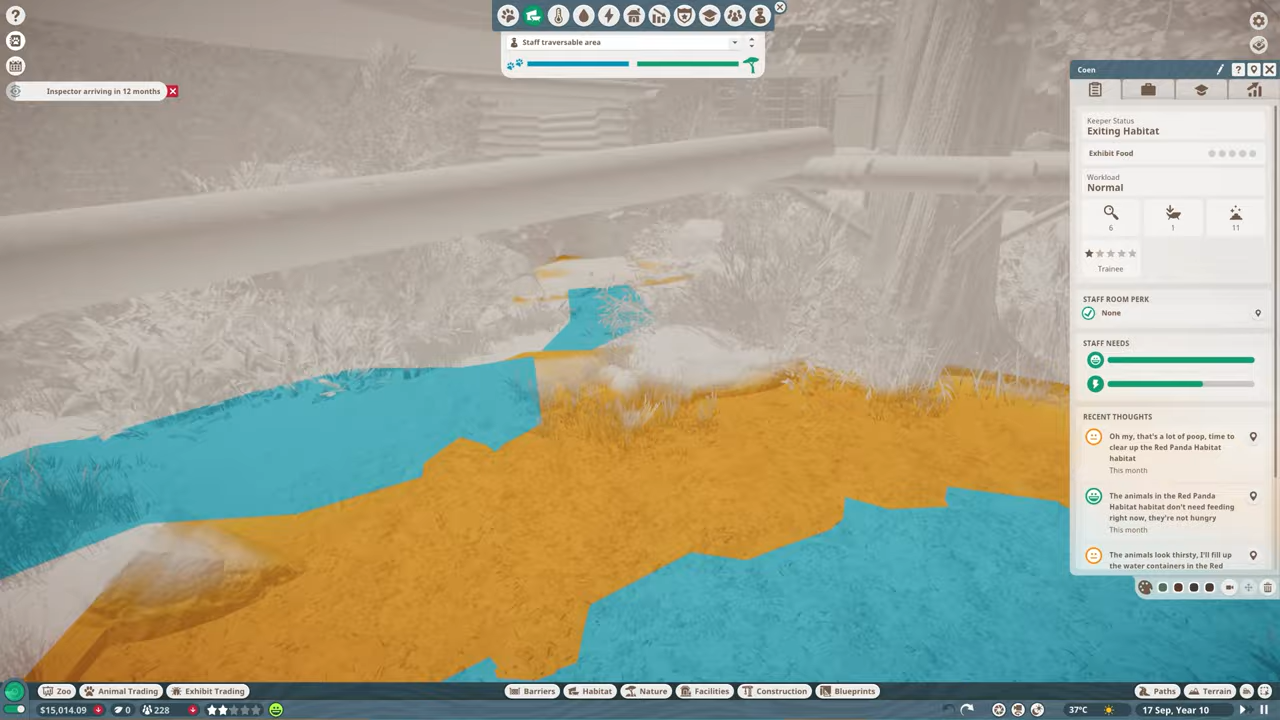 ?
Staff traversable area
Inspector arriving in 12 months
Coen
?
Keeper Status
Exiting Habitat
Exhibit Food
Workload
Normal
6
1
11
Trainee
STAFF ROOM PERK
None
STAFF NEEDS
RECENT THOUGHTS
Oh my, that's a lot of poop, time to
clear up the Red Panda Habitat
habitat
This month
The animals in the Red Panda
Habitat habitat don't need feeding
right now, they're not hungry
This month
The animals look thirsty, I'll fill up
the water containers in the Red
Zoo
Animal Trading
Exhibit Trading
Barriers
Habitat
Nature
Facilities
Construction
Blueprints
Paths
Terrain
$15,014.09
0
228
37°C
17 Sep, Year 10